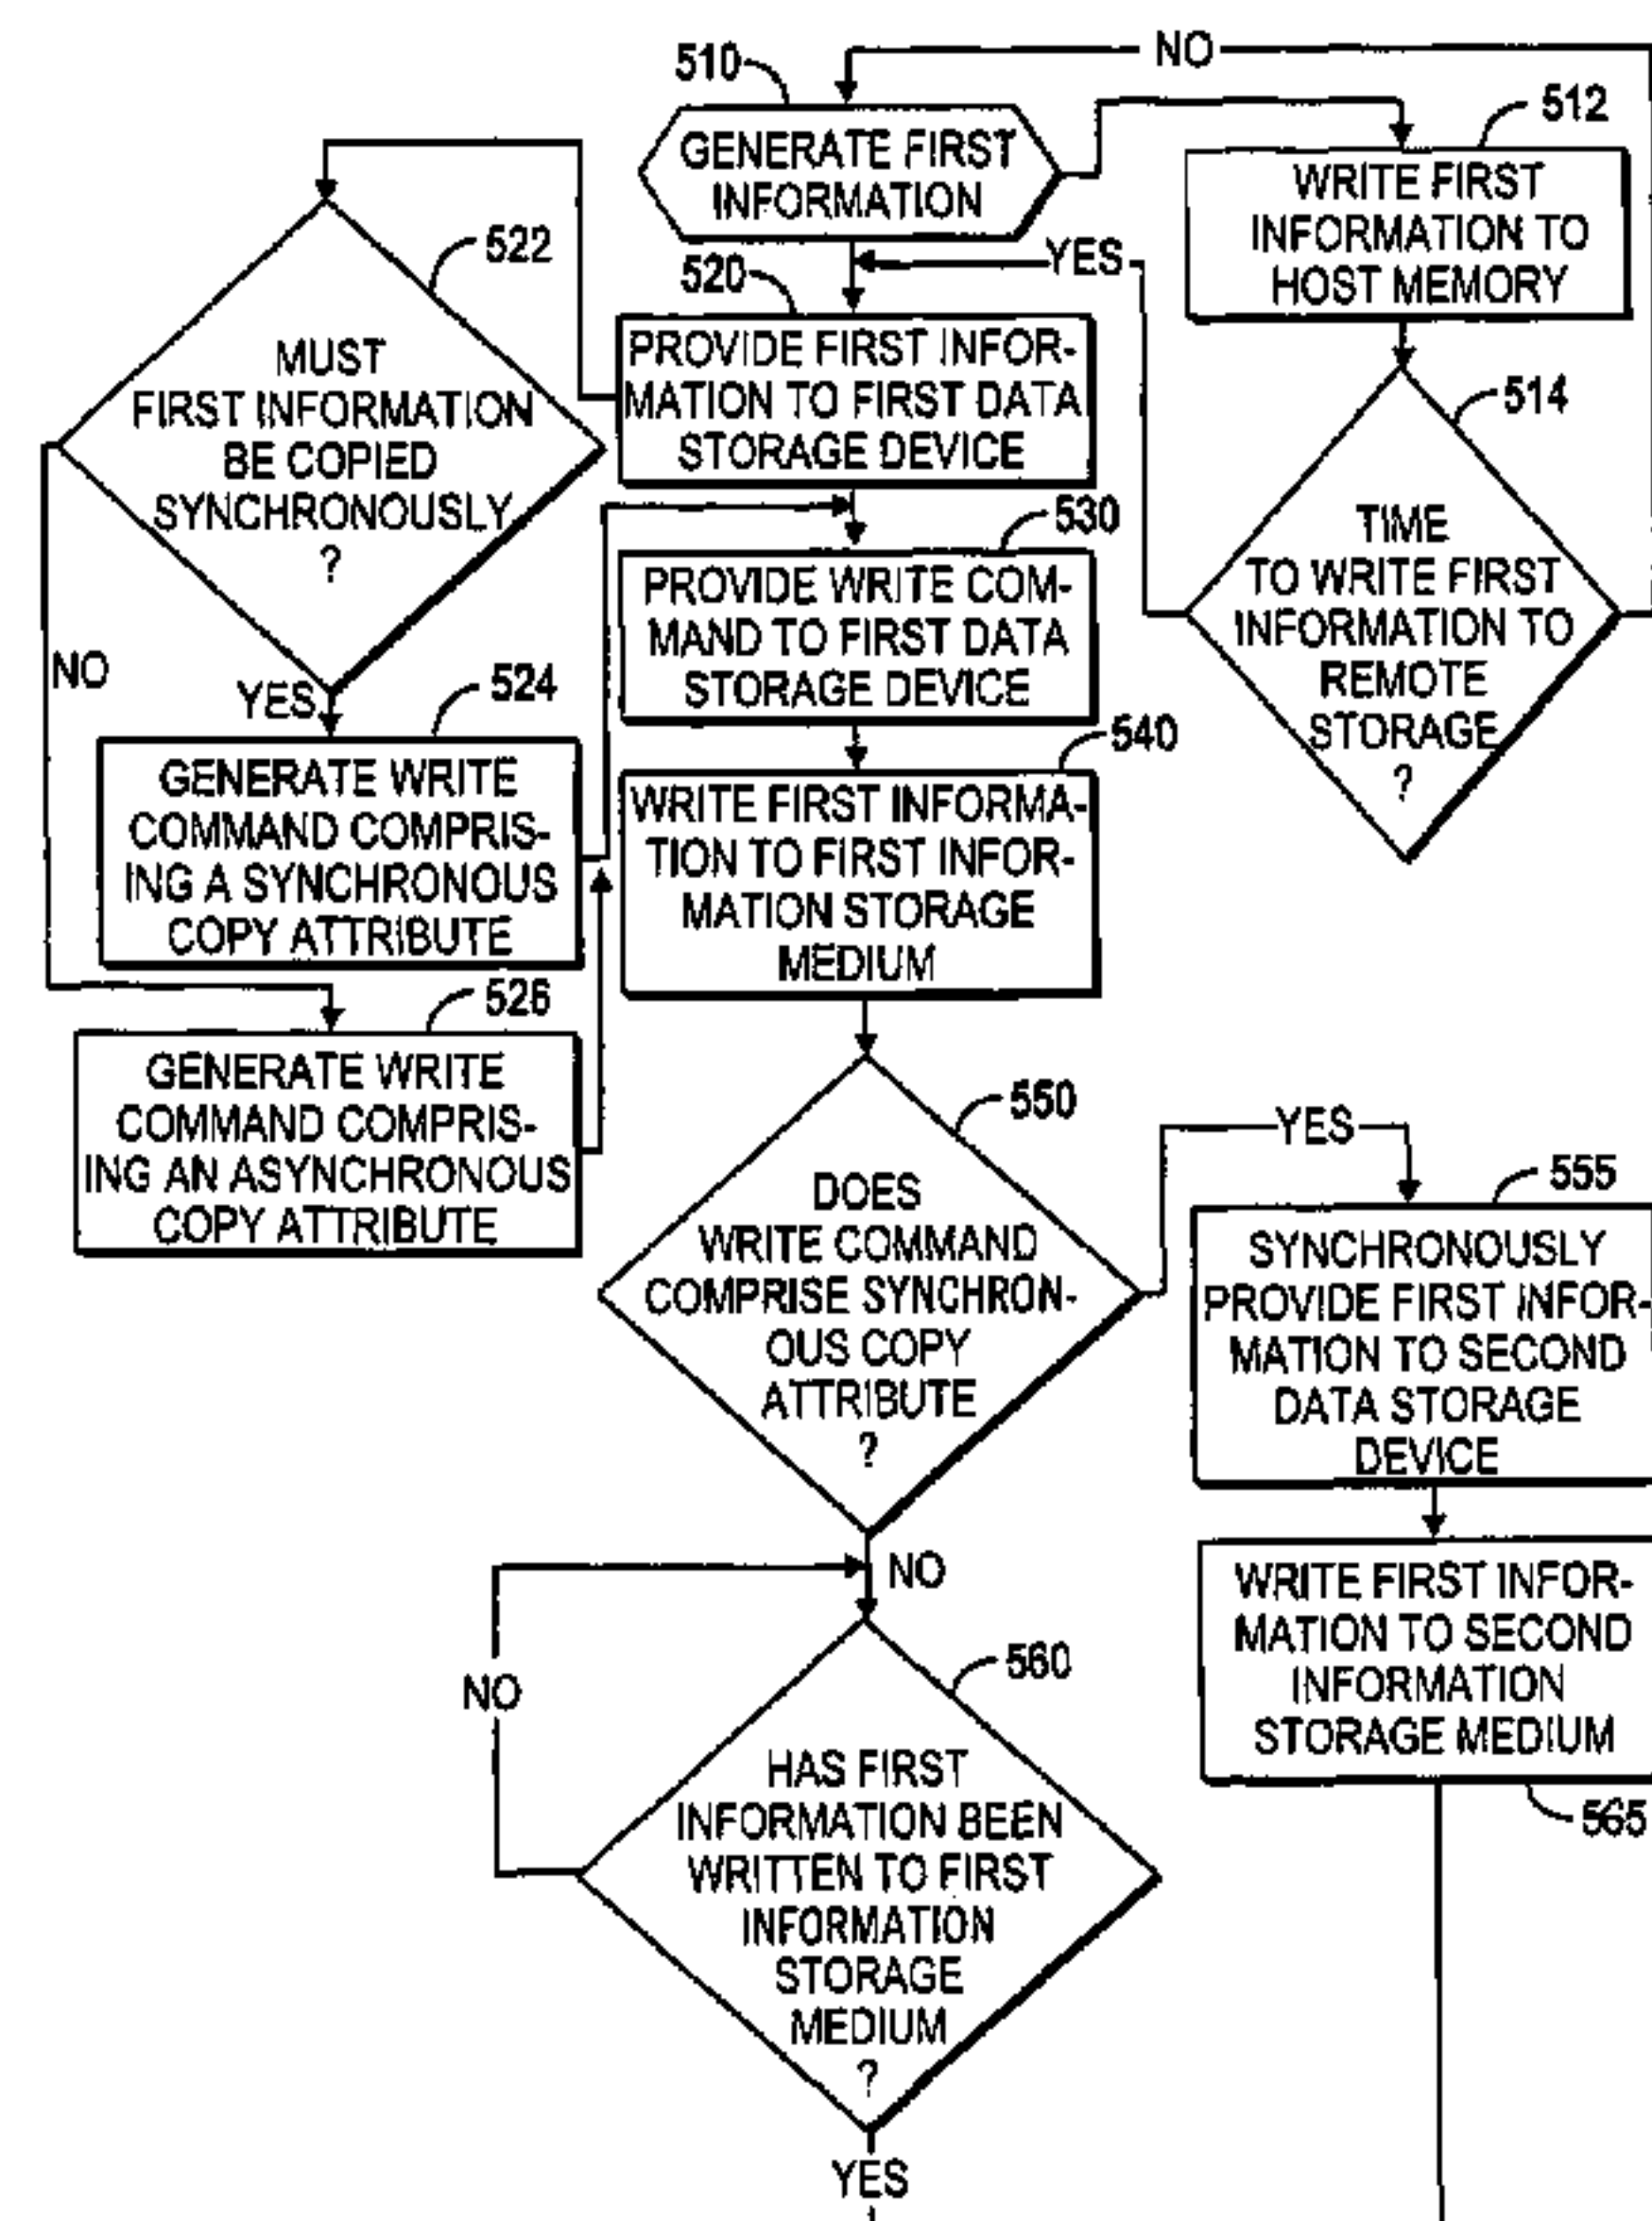 NO
510
GENERATE FIRST
INFORMATION
512
WRITE FIRST
INFORMATION TO
HOST MEMORY
YES
514
TIME
TO WRITE FIRST
INFORMATION TO
REMOTE
STORAGE
?
520
PROVIDE FIRST INFOR-
MATION TO FIRST DATA
STORAGE DEVICE
522
MUST
FIRST INFORMATION
BE COPIED
SYNCHRONOUSLY
?
NO
YES
524
GENERATE WRITE
COMMAND COMPRIS-
ING A SYNCHRONOUS
COPY ATTRIBUTE
526
GENERATE WRITE
COMMAND COMPRIS-
ING AN ASYNCHRONOUS
COPY ATTRIBUTE
530
PROVIDE WRITE COM-
MAND TO FIRST DATA
STORAGE DEVICE
540
WRITE FIRST INFORMA-
TION TO FIRST INFOR-
MATION STORAGE
MEDIUM
550
DOES
WRITE COMMAND
COMPRISE SYNCHRON-
OUS COPY
ATTRIBUTE
?
YES
555
SYNCHRONOUSLY
PROVIDE FIRST INFOR-
MATION TO SECOND
DATA STORAGE
DEVICE
WRITE FIRST INFOR-
MATION TO SECOND
INFORMATION
STORAGE MEDIUM
565
NO
NO
560
HAS FIRST
INFORMATION BEEN
WRITTEN TO FIRST
INFORMATION
STORAGE
MEDIUM
?
YES